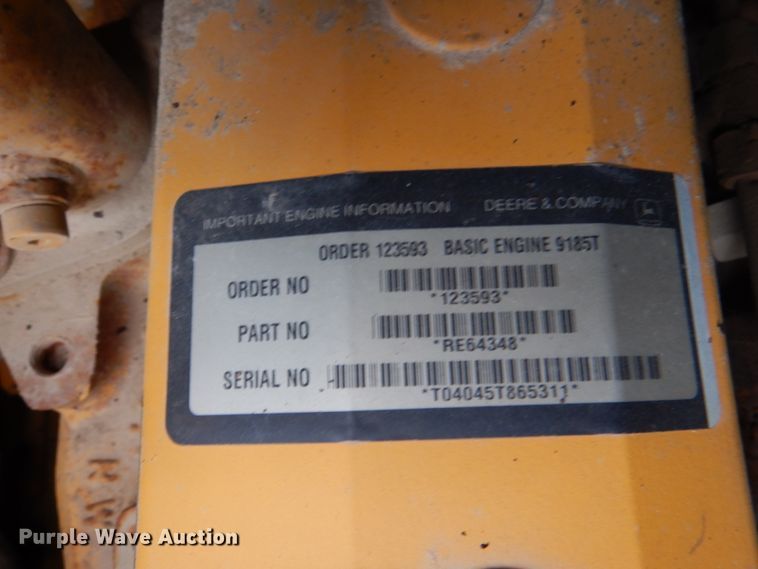 IMPORTANT ENGINE INFORMATION DEERE & COMPANY
ORDER 123593 BASIC ENGINE 9185T
ORDER NO
*123593*
PART NO
*RE64348*
SERIAL NO
*T04045T865311*
Purple Wave Auction